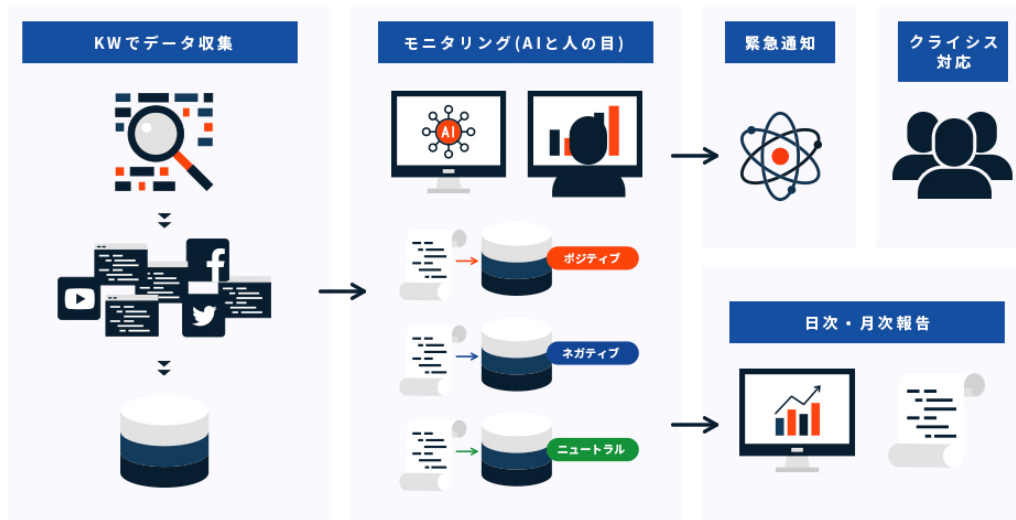 KWでデータ収集
モニタリング(AIと人の目)
AI
ポジティブ
ネガティブ
ニュートラル
緊急通知
クライシス
対応
日次・月次報告